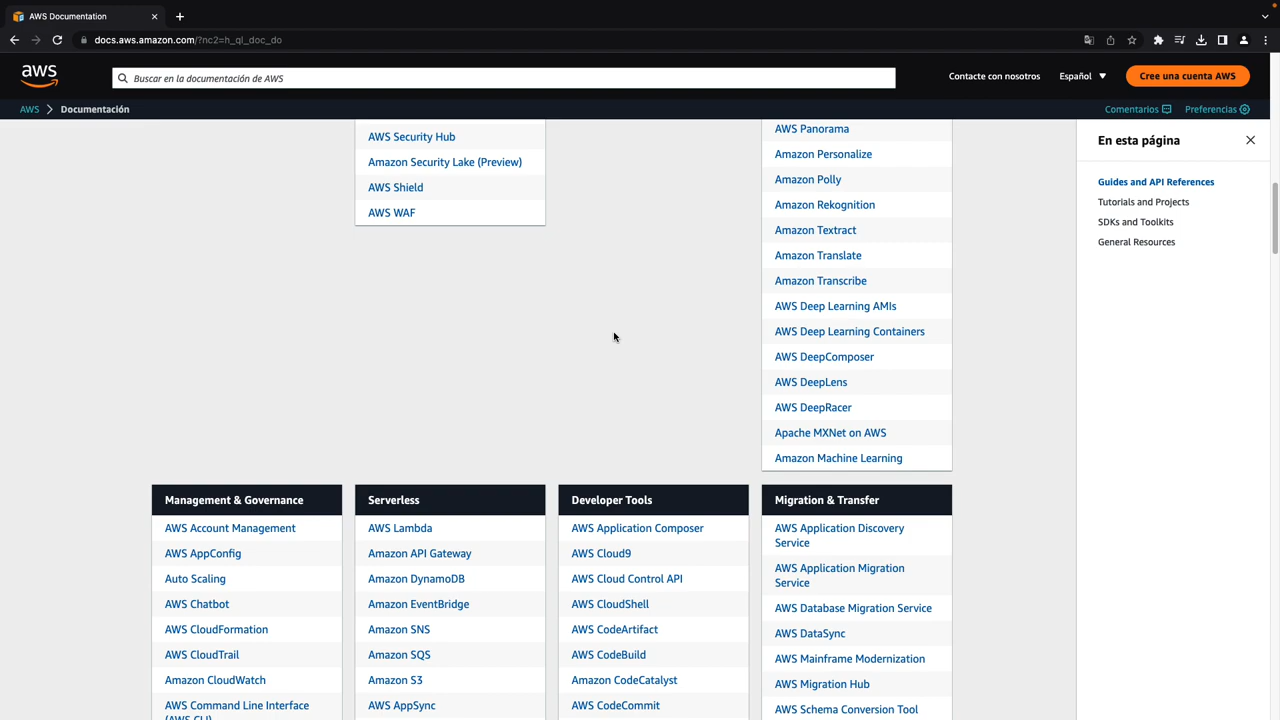 AWS Documentation
docs.aws.amazon.com/?nc2=h_ql_doc_do
aws
Buscar en la documentación de AWS
Contacte con nosotros
Español
Cree una cuenta AWS
AWS
Documentación
Comentarios
Preferencias
AWS Security Hub
Amazon Security Lake (Preview)
AWS Shield
AWS WAF
AWS Panorama
Amazon Personalize
Amazon Polly
Amazon Rekognition
Amazon Textract
Amazon Translate
Amazon Transcribe
AWS Deep Learning AMIs
AWS Deep Learning Containers
AWS DeepComposer
AWS DeepLens
AWS DeepRacer
Apache MXNet on AWS
Amazon Machine Learning
En esta página
Guides and API References
Tutorials and Projects
SDKs and Toolkits
General Resources
Management & Governance
AWS Account Management
AWS AppConfig
Auto Scaling
AWS Chatbot
AWS CloudFormation
AWS CloudTrail
Amazon CloudWatch
AWS Command Line Interface
(AWS CLI)
Serverless
AWS Lambda
Amazon API Gateway
Amazon DynamoDB
Amazon EventBridge
Amazon SNS
Amazon SQS
Amazon S3
AWS AppSync
Developer Tools
AWS Application Composer
AWS Cloud9
AWS Cloud Control API
AWS CloudShell
AWS CodeArtifact
AWS CodeBuild
Amazon CodeCatalyst
AWS CodeCommit
Migration & Transfer
AWS Application Discovery
Service
AWS Application Migration
Service
AWS Database Migration Service
AWS DataSync
AWS Mainframe Modernization
AWS Migration Hub
AWS Schema Conversion Tool